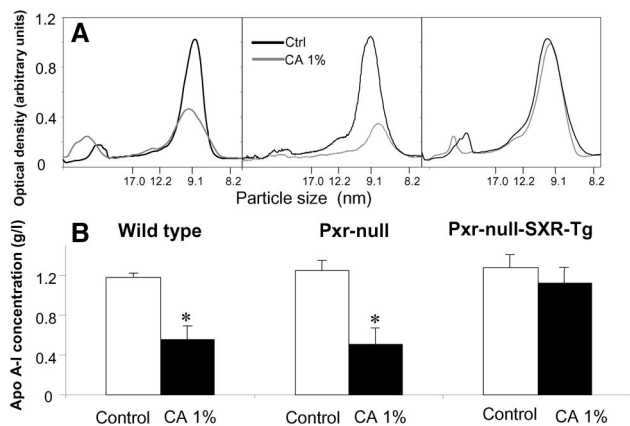 A
Optical density (arbitrary units)
1.2
0.8
0.4
0
Ctrl
CA 1%
17.0 12.2 9.1 8.2
17.0 12.2 9.1 8.2
17.0 12.2 9.1 8.2
Particle size (nm)
B
Wild type
Pxr-null
Pxr-null-SXR-Tg
Apo A-I concentration (g/l)
1.2
0.8
0.4
0
*
*
Control CA 1%
Control CA 1%
Control CA 1%